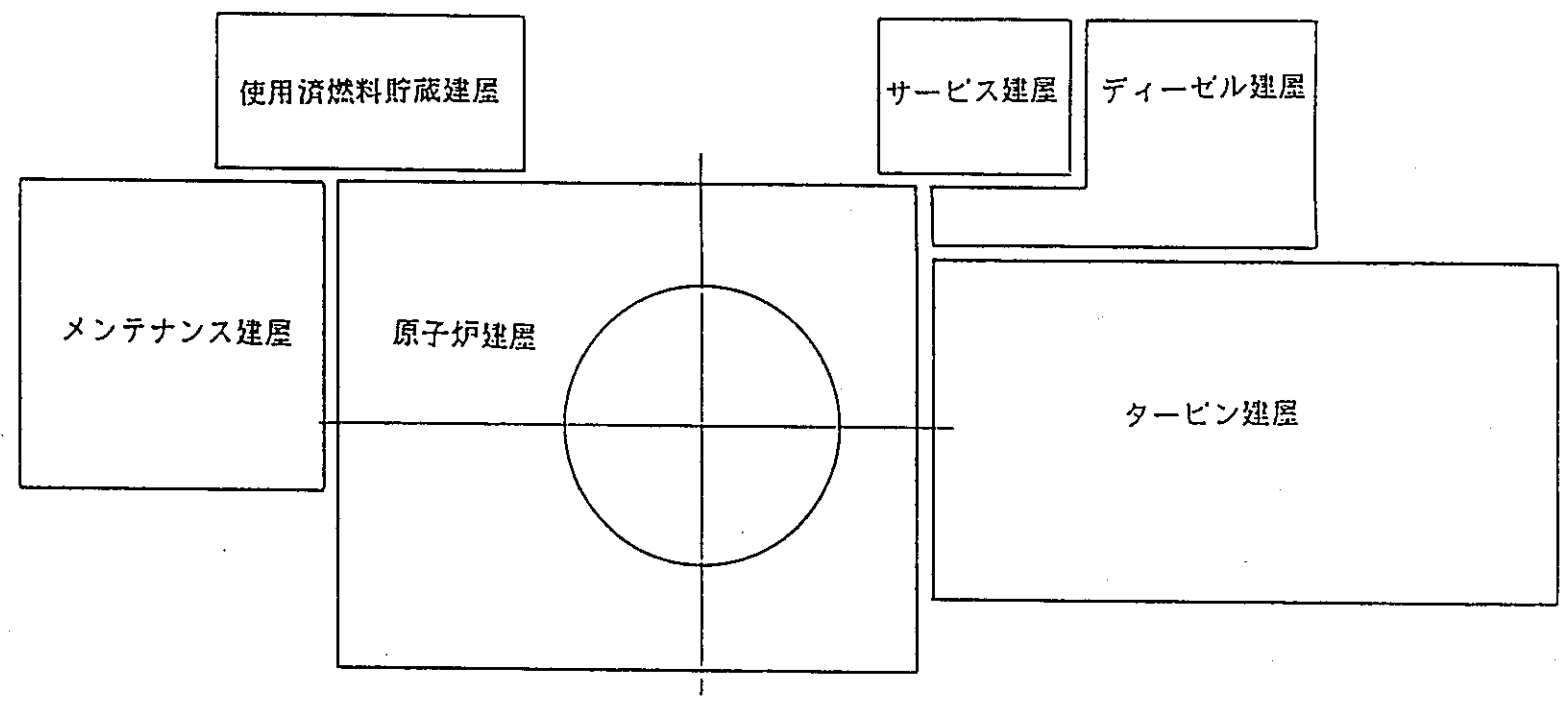 使用済燃料貯蔵建屋
サービス建屋
ディーゼル建屋
メンテナンス建屋
原子炉建屋
タービン建屋